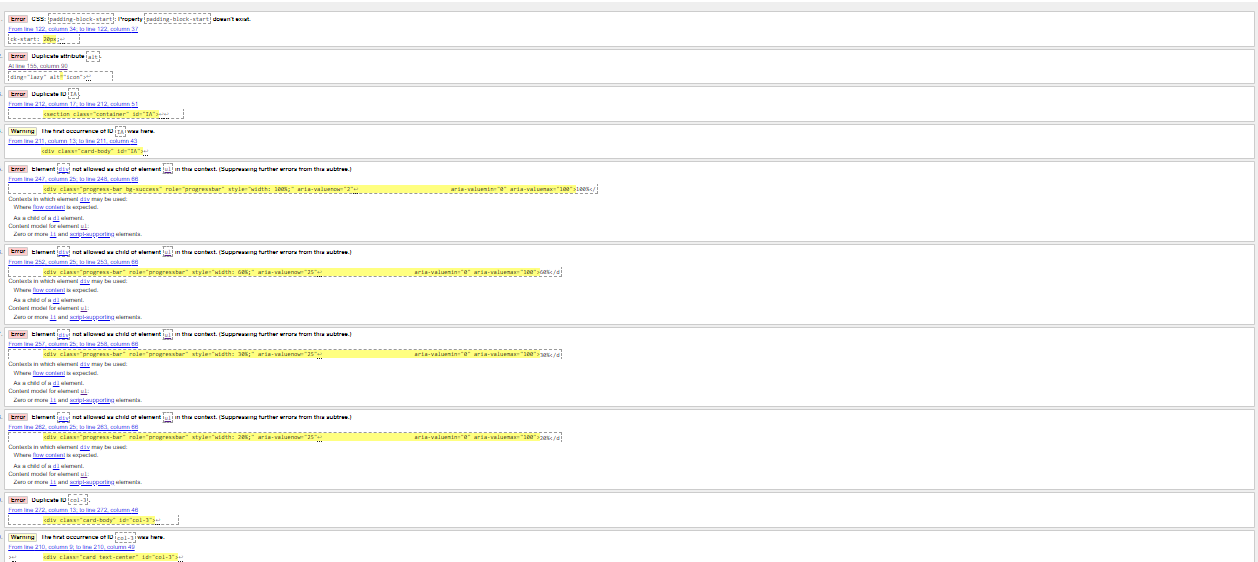 Error CSS: padding-block-start: Property padding-block-start doesn't exist.
From line 122, column 34; to line 122, column 37
ck-start: 30px;↩
Error Duplicate attribute alt.
At line 155, column 90
ding="lazy" alt="icon">↩
Error Duplicate ID IA.
From line 212, column 17; to line 212, column 51
<section class="container" id="IA">↩
Warning The first occurrence of ID IA was here.
From line 211, column 13; to line 211, column 43
<div class="card-body" id="IA">↩
Error Element div not allowed as child of element ul in this context. (Suppressing further errors from this subtree.)
From line 247, column 25; to line 248, column 66
<div class="progress-bar bg-success" role="progressbar" style="width: 100%;" aria-valuenow="2"↩ aria-valuemin="0" aria-valuemax="100">100%</
Contexts in which element div may be used:
Where flow content is expected.
As a child of a dl element.
Content model for element ul:
Zero or more li and script-supporting elements.
Error Element div not allowed as child of element ul in this context. (Suppressing further errors from this subtree.)
From line 252, column 25; to line 253, column 66
<div class="progress-bar" role="progressbar" style="width: 60%;" aria-valuenow="25"↩ aria-valuemin="0" aria-valuemax="100">60%</d
Contexts in which element div may be used:
Where flow content is expected.
As a child of a dl element.
Content model for element ul:
Zero or more li and script-supporting elements.
Error Element div not allowed as child of element ul in this context. (Suppressing further errors from this subtree.)
From line 257, column 25; to line 258, column 66
<div class="progress-bar" role="progressbar" style="width: 30%;" aria-valuenow="25"↩ aria-valuemin="0" aria-valuemax="100">30%</d
Contexts in which element div may be used:
Where flow content is expected.
As a child of a dl element.
Content model for element ul:
Zero or more li and script-supporting elements.
Error Element div not allowed as child of element ul in this context. (Suppressing further errors from this subtree.)
From line 262, column 25; to line 263, column 66
<div class="progress-bar" role="progressbar" style="width: 20%;" aria-valuenow="25"↩ aria-valuemin="0" aria-valuemax="100">20%</d
Contexts in which element div may be used:
Where flow content is expected.
As a child of a dl element.
Content model for element ul:
Zero or more li and script-supporting elements.
Error Duplicate ID col-3.
From line 272, column 13; to line 272, column 46
<div class="card-body" id="col-3">↩
Warning The first occurrence of ID col-3 was here.
From line 210, column 9; to line 210, column 49
>↩ <div class="card text-center" id="col-3">↩